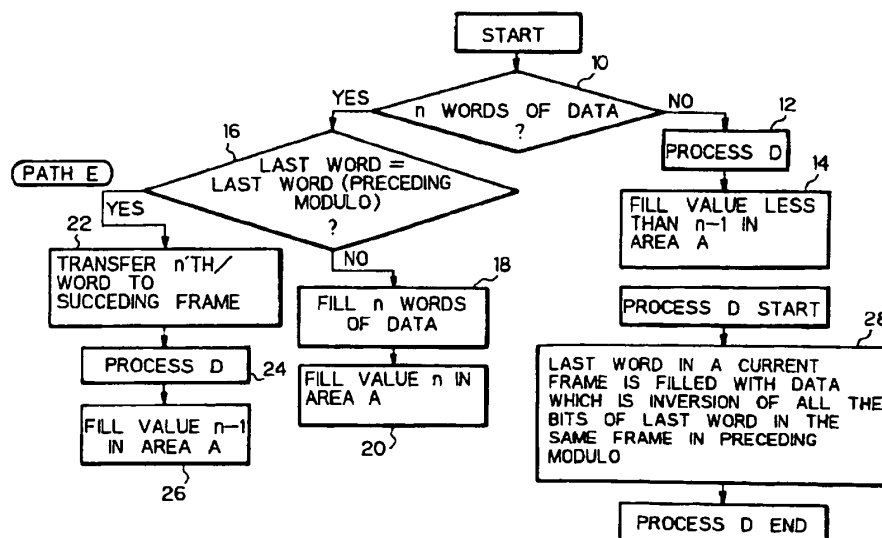 START
10
YES
n WORDS OF DATA
?
NO
12
PROCESS D
14
FILL VALUE LESS
THAN n-1 IN
AREA A
16
LAST WORD =
LAST WORD (PRECEDING
MODULO)
?
PATH E
YES
22
TRANSFER n'TH/
WORD TO
SUCCEDING FRAME
PROCESS D
24
FILL VALUE n-1
IN AREA A
26
NO
18
FILL n WORDS
OF DATA
FILL VALUE n IN
AREA A
20
PROCESS D START
28
LAST WORD IN A CURRENT
FRAME IS FILLED WITH DATA
WHICH IS INVERSION OF ALL THE
BITS OF LAST WORD IN THE
SAME FRAME IN PRECEDING
MODULO
PROCESS D END